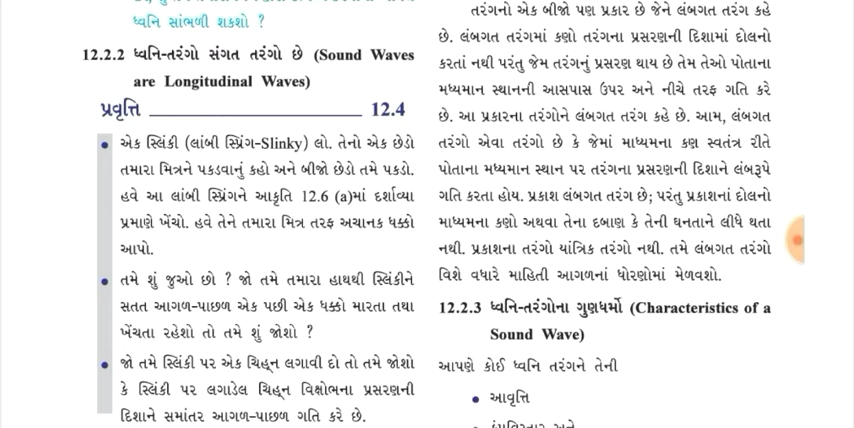 ધ્વનિ સાંભળી શકશો ?
12.2.2 ધ્વનિ-તરંગો સંગત તરંગો છે (Sound Waves
are Longitudinal Waves)
પ્રવૃત્તિ ________________ 12.4
• એક સ્લિંકી (લાંબી સ્પ્રિંગ-Slinky) લો. તેનો એક છેડો
તમારા મિત્રને પકડવાનું કહો અને બીજો છેડો તમે પકડો.
હવે આ લાંબી સ્પ્રિંગને આકૃતિ 12.6 (a)માં દર્શાવ્યા
પ્રમાણે ખેંચો. હવે તેને તમારા મિત્ર તરફ અચાનક ધક્કો
આપો.
• તમે શું જુઓ છો ? જો તમે તમારા હાથથી સ્લિંકીને
સતત આગળ-પાછળ એક પછી એક ધક્કો મારતા તથા
ખેંચતા રહેશો તો તમે શું જોશો ?
• જો તમે સ્લિંકી પર એક ચિહ્ન લગાવી દો તો તમે જોશો
કે સ્લિંકી પર લગાડેલ ચિહ્ન વિક્ષોભના પ્રસરણની
દિશાને સમાંતર આગળ-પાછળ ગતિ કરે છે.
તરંગનો એક બીજો પણ પ્રકાર છે જેને લંબગત તરંગ કહે
છે. લંબગત તરંગમાં કણો તરંગના પ્રસરણની દિશામાં દોલનો
કરતાં નથી પરંતુ જેમ તરંગનું પ્રસરણ થાય છે તેમ તેઓ પોતાના
મધ્યમાન સ્થાનની આસપાસ ઉપર અને નીચે તરફ ગતિ કરે
છે. આ પ્રકારના તરંગોને લંબગત તરંગ કહે છે. આમ, લંબગત
તરંગો એવા તરંગો છે કે જેમાં માધ્યમના કણ સ્વતંત્ર રીતે
પોતાના મધ્યમાન સ્થાન પર તરંગના પ્રસરણની દિશાને લંબરૂપે
ગતિ કરતા હોય. પ્રકાશ લંબગત તરંગ છે; પરંતુ પ્રકાશનાં દોલનો
માધ્યમના કણો અથવા તેના દબાણ કે તેની ઘનતાને લીધે થતા
નથી. પ્રકાશના તરંગો યાંત્રિક તરંગો નથી. તમે લંબગત તરંગો
વિશે વધારે માહિતી આગળનાં ધોરણોમાં મેળવશો.
12.2.3 ધ્વનિ-તરંગોના ગુણધર્મો (Characteristics of a
Sound Wave)
આપણે કોઈ ધ્વનિ તરંગને તેની
• આવૃત્તિ